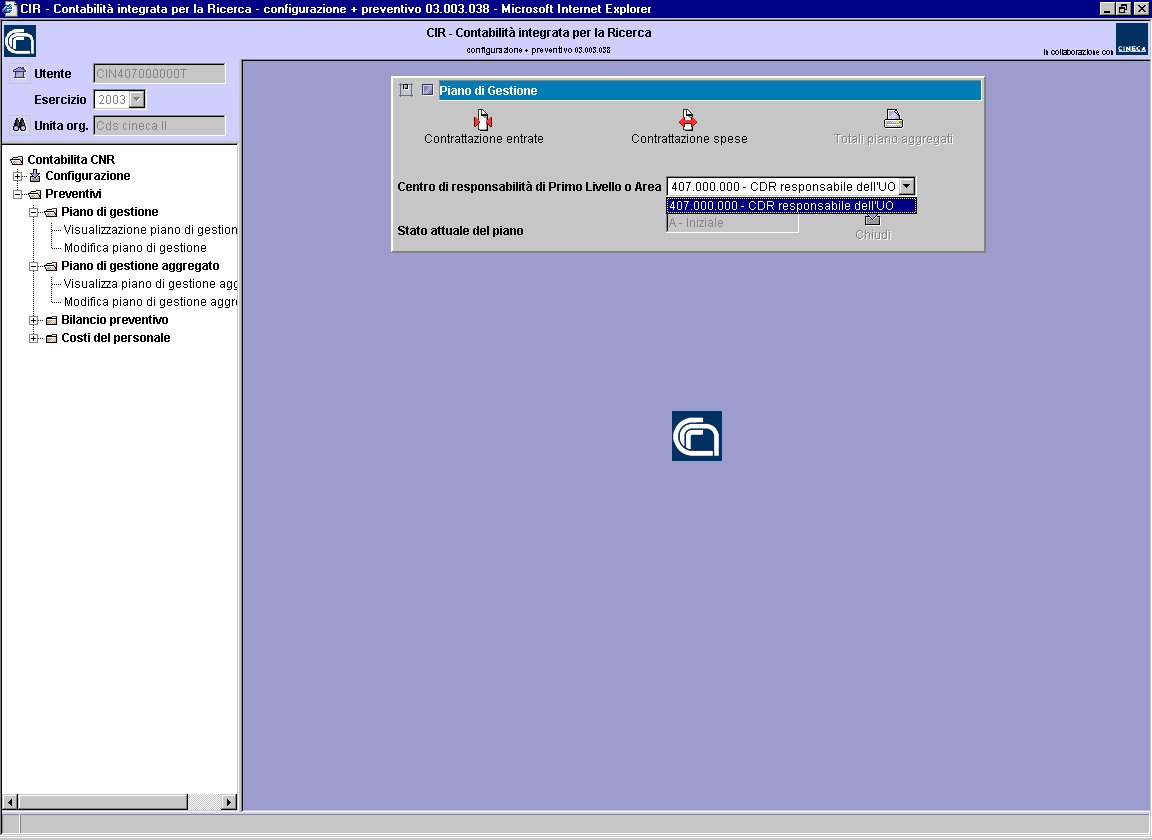 CIR - Contabilità integrata per la Ricerca - configurazione + preventivo 03.003.038 - Microsoft Internet Explorer
CIR - Contabilità integrata per la Ricerca
configurazione + preventivo 03.003.038
In collaborazione con
CINECA
Utente CIN407000000T
Esercizio 2003
Unita org. Cds cineca II
Contabilita CNR
Configurazione
Preventivi
Piano di gestione
Visualizzazione piano di gestion
Modifica piano di gestione
Piano di gestione aggregato
Visualizza piano di gestione agg
Modifica piano di gestione aggre
Bilancio preventivo
Costi del personale
Piano di Gestione
Contrattazione entrate
Contrattazione spese
Totali piano aggregati
Centro di responsabilità di Primo Livello o Area 407.000.000 - CDR responsabile dell'UO
407.000.000 - CDR responsabile dell'UO
Stato attuale del piano A - Iniziale
Chiudi